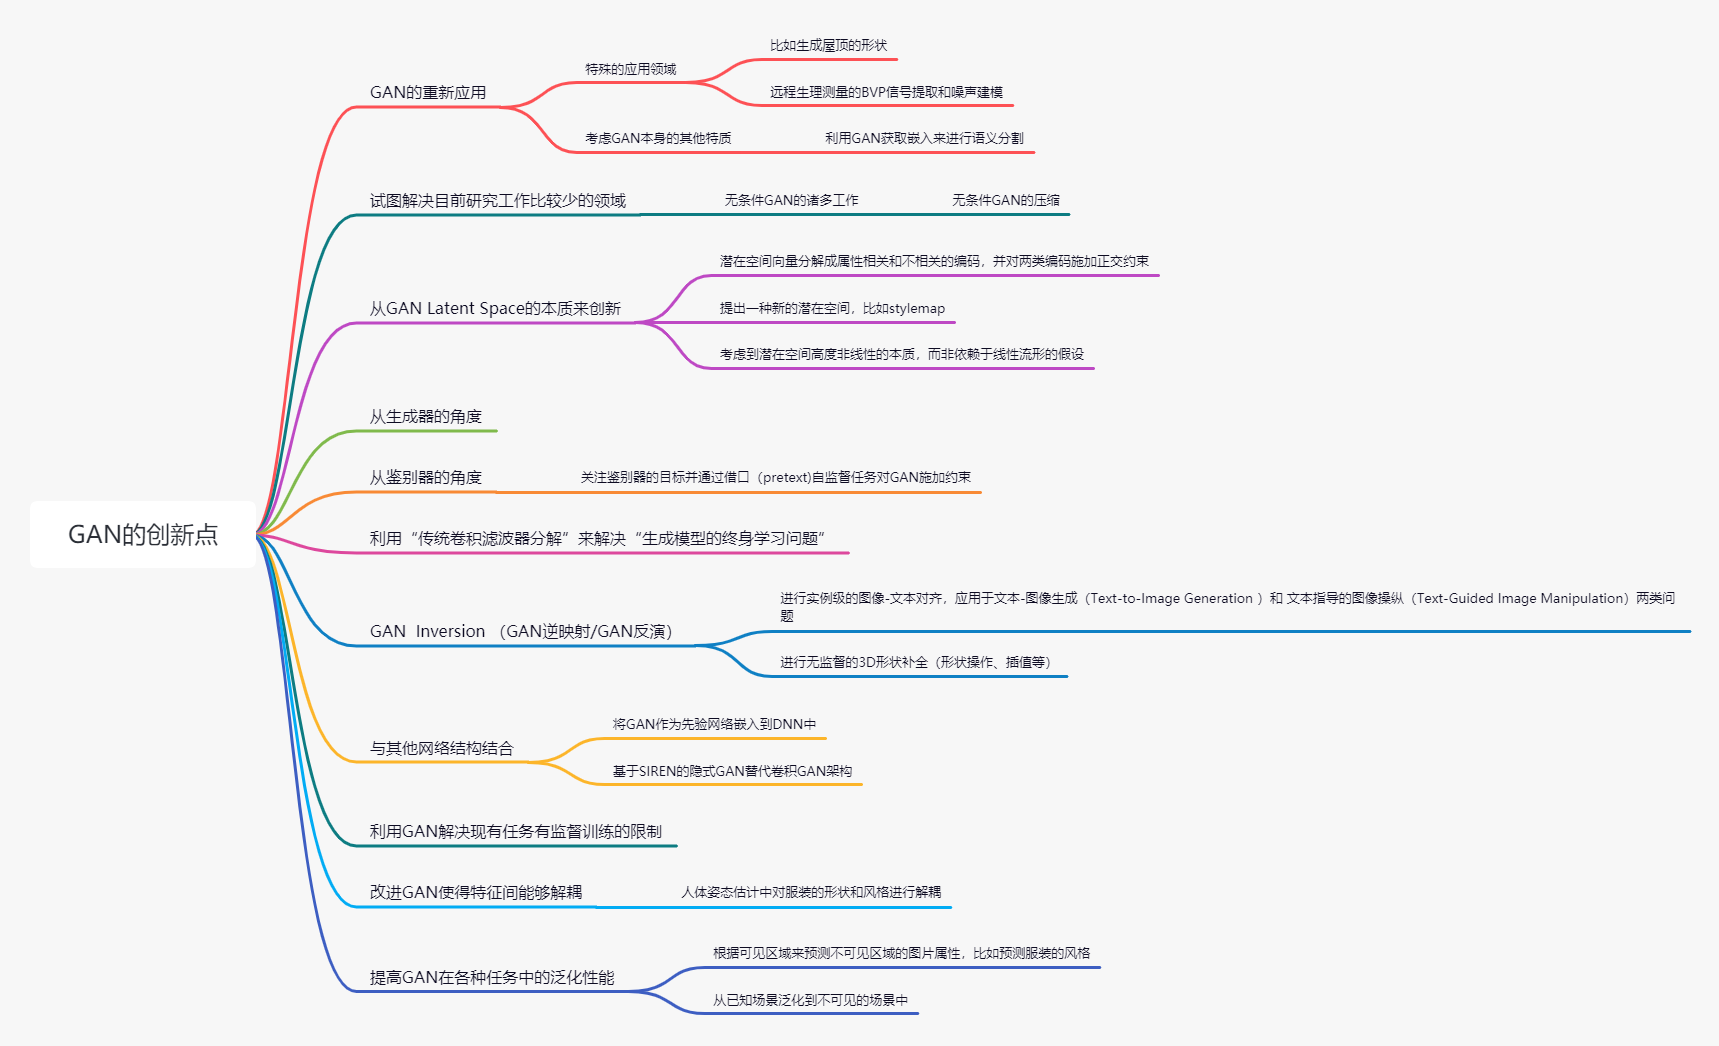 GAN的创新点
GAN的重新应用
特殊的应用领域
比如生成屋顶的形状
远程生理测量的BVP信号提取和噪声建模
考虑GAN本身的其他特质
利用GAN获取嵌入来进行语义分割
试图解决目前研究工作比较少的领域
无条件GAN的诸多工作
无条件GAN的压缩
从GAN Latent Space的本质来创新
潜在空间向量分解成属性相关和不相关的编码，并对两类编码施加正交约束
提出一种新的潜在空间，比如stylemap
考虑到潜在空间高度非线性的本质，而非依赖于线性流形的假设
从生成器的角度
从鉴别器的角度
关注鉴别器的目标并通过借口（pretext)自监督任务对GAN施加约束
利用“传统卷积滤波器分解”来解决“生成模型的终身学习问题”
GAN  Inversion （GAN逆映射/GAN反演）
进行实例级的图像-文本对齐，应用于文本-图像生成（Text-to-Image Generation ）和 文本指导的图像操纵（Text-Guided Image Manipulation）两类问
题
进行无监督的3D形状补全（形状操作、插值等）
与其他网络结构结合
将GAN作为先验网络嵌入到DNN中
基于SIREN的隐式GAN替代卷积GAN架构
利用GAN解决现有任务有监督训练的限制
改进GAN使得特征间能够解耦
人体姿态估计中对服装的形状和风格进行解耦
提高GAN在各种任务中的泛化性能
根据可见区域来预测不可见区域的图片属性，比如预测服装的风格
从已知场景泛化到不可见的场景中